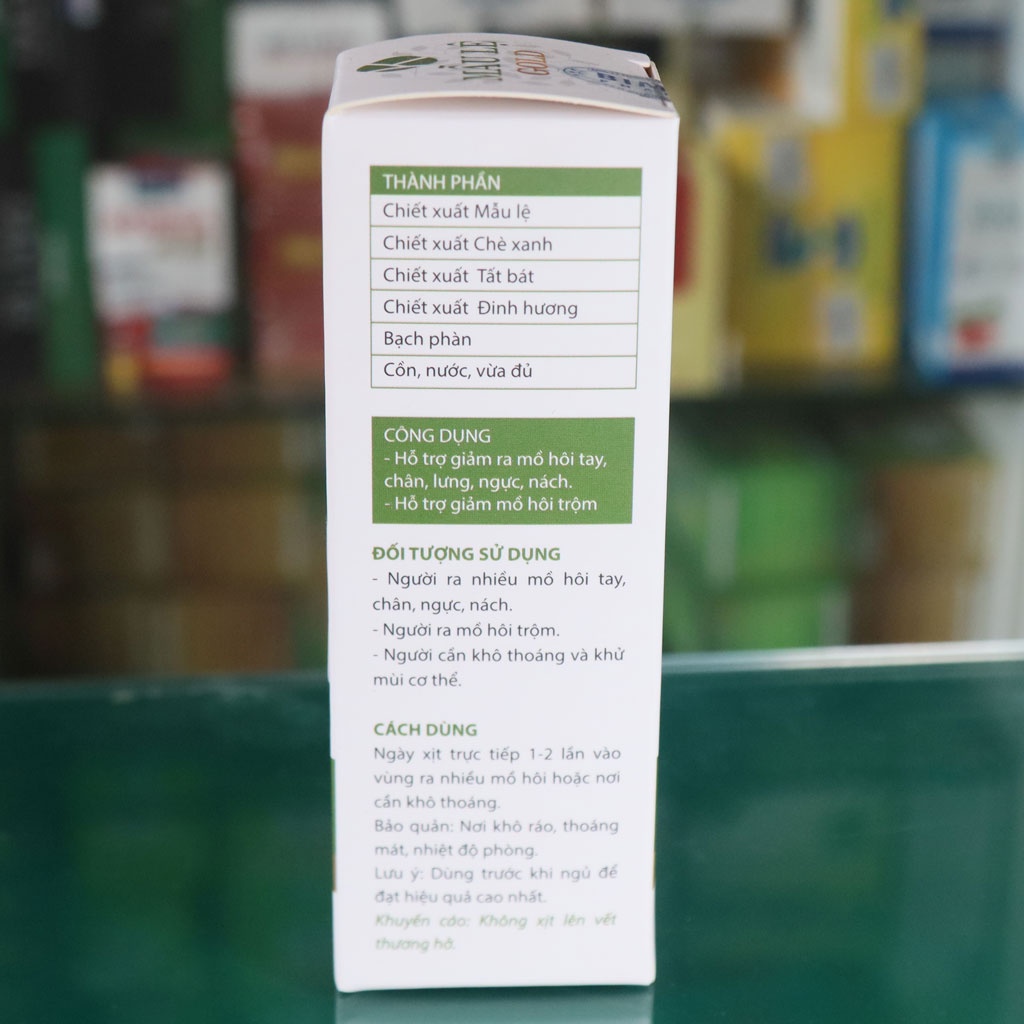 MẪU LỆ
GOLD
THÀNH PHẦN
Chiết xuất Mẫu lệ
Chiết xuất Chè xanh
Chiết xuất Tất bát
Chiết xuất Đinh hương
Bạch phàn
Cồn, nước, vừa đủ
CÔNG DỤNG
- Hỗ trợ giảm ra mồ hôi tay,
chân, lưng, ngực, nách.
- Hỗ trợ giảm mồ hôi trộm
ĐỐI TƯỢNG SỬ DỤNG
- Người ra nhiều mồ hôi tay,
chân, ngực, nách.
- Người ra mồ hôi trộm.
- Người cần khô thoáng và khử
mùi cơ thể.
CÁCH DÙNG
Ngày xịt trực tiếp 1-2 lần vào
vùng ra nhiều mồ hôi hoặc nơi
cần khô thoáng.
Bảo quản: Nơi khô ráo, thoáng
mát, nhiệt độ phòng.
Lưu ý: Dùng trước khi ngủ để
đạt hiệu quả cao nhất.
Khuyến cáo: Không xịt lên vết
thương hở.